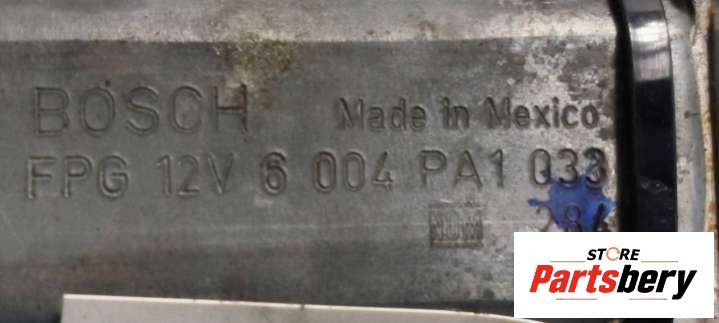 BOSCH Made in Mexico
FPG 12V 6 004 PA1 033
STORE
Partsbery